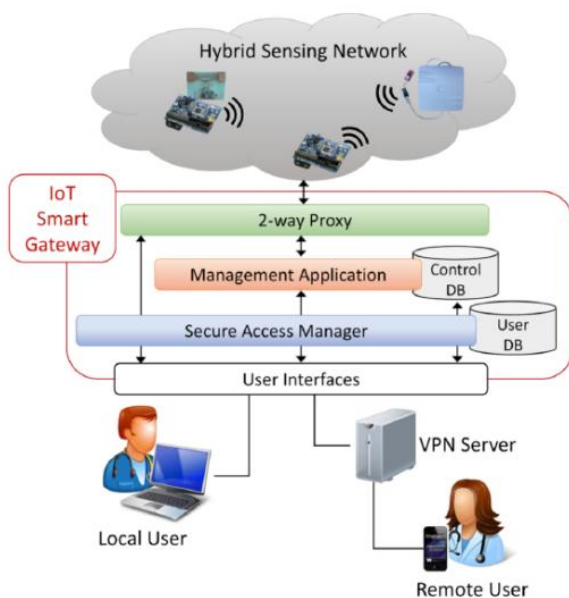 Hybrid Sensing Network
IoT
Smart
Gateway
2-way Proxy
Management Application
Control
DB
Secure Access Manager
User
DB
User Interfaces
VPN Server
Local User
Remote User